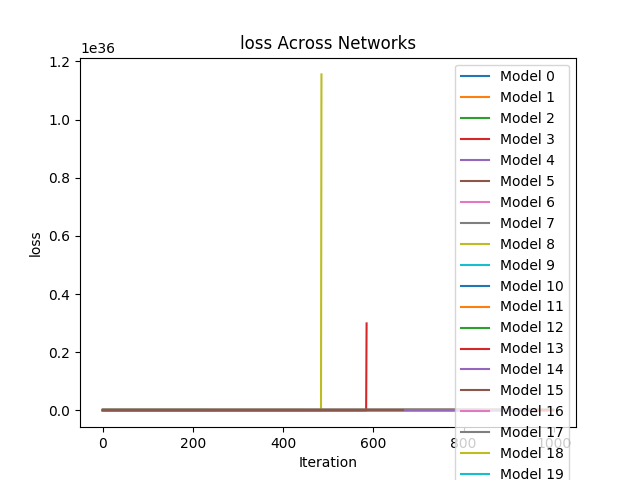 loss Across Networks
1e36
1.2
1.0
0.8
0.6
0.4
0.2
0.0
loss
0
200
400
600
800
1000
Iteration
Model 0
Model 1
Model 2
Model 3
Model 4
Model 5
Model 6
Model 7
Model 8
Model 9
Model 10
Model 11
Model 12
Model 13
Model 14
Model 15
Model 16
Model 17
Model 18
Model 19